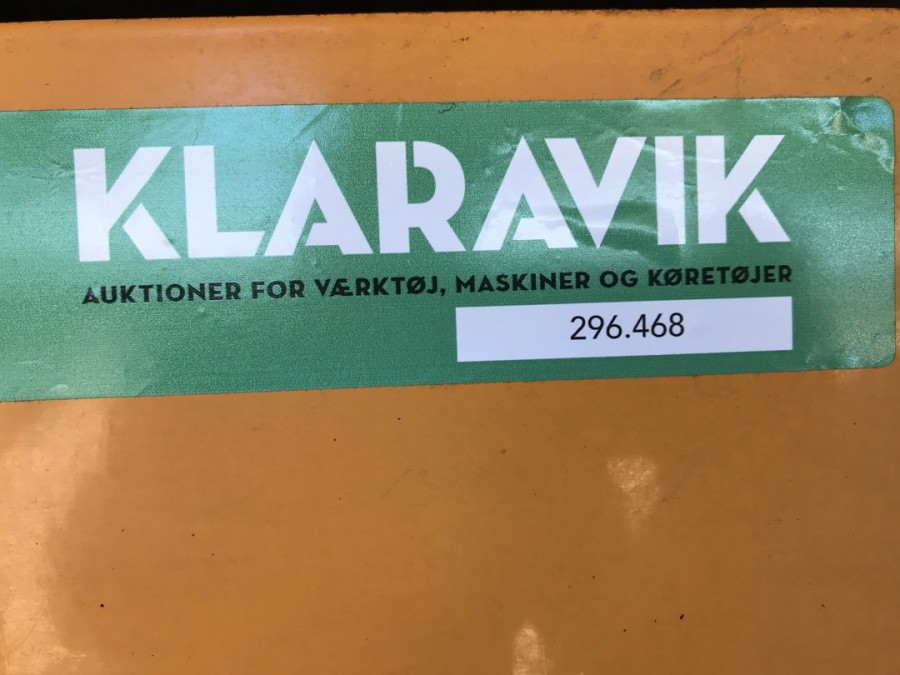 KLARAVIK
AUKTIONER FOR VÆRKTØJ, MASKINER OG KØRETØJER
296.468